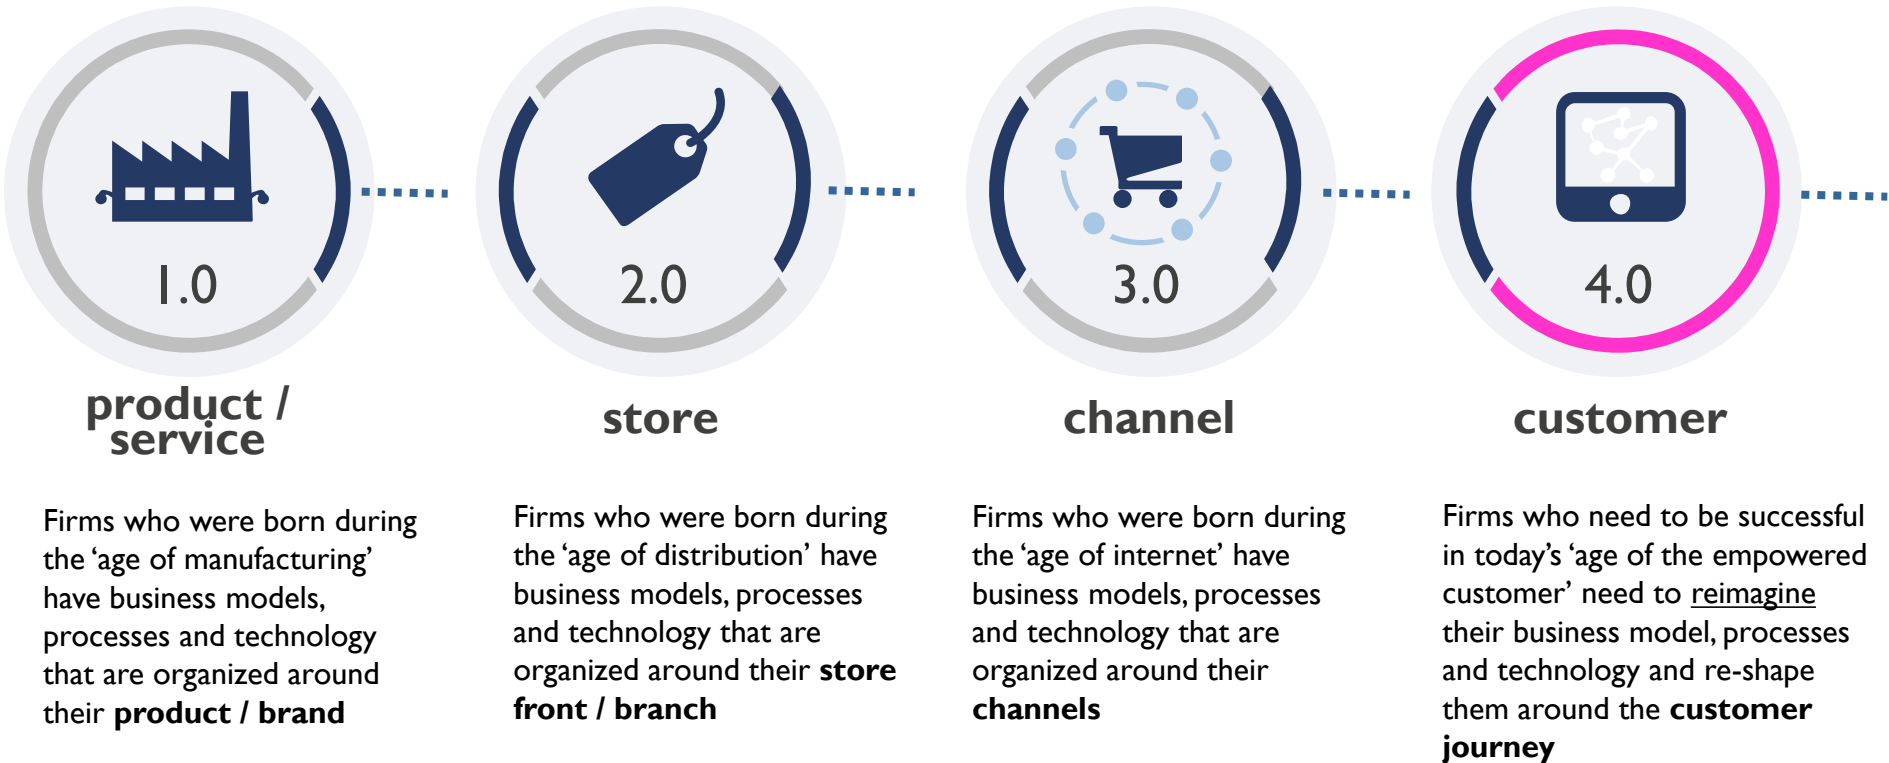 1.0
product /
service
Firms who were born during
the ‘age of manufacturing’
have business models,
processes and technology
that are organized around
their product / brand
2.0
store
Firms who were born during
the ‘age of distribution’ have
business models, processes
and technology that are
organized around their store
front / branch
3.0
channel
Firms who were born during
the ‘age of internet’ have
business models, processes
and technology that are
organized around their
channels
4.0
customer
Firms who need to be successful
in today’s ‘age of the empowered
customer’ need to reimagine
their business model, processes
and technology and re-shape
them around the customer
journey